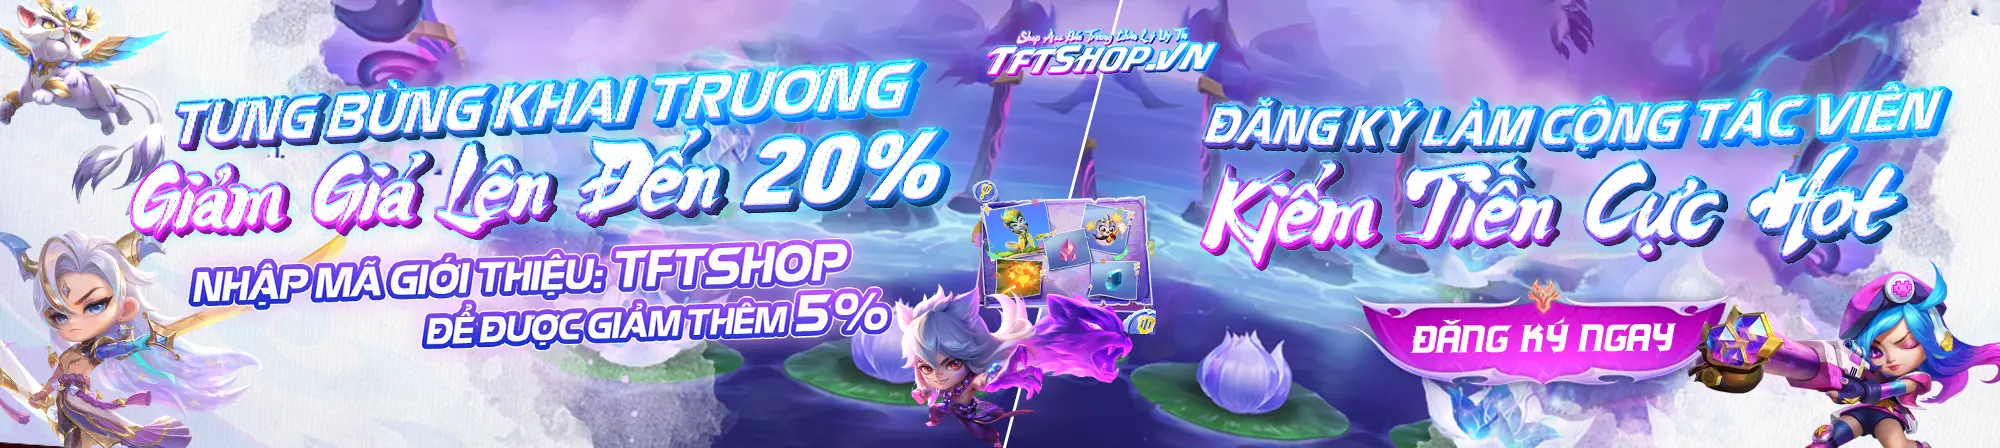 Shop Acc Đấu Trường Chân Lý Uy Tín
TFTSHOP.VN
TƯNG BỪNG KHAI TRƯƠNG
Giảm Giá Lên Đến 20%
NHẬP MÃ GIỚI THIỆU: TFTSHOP
ĐỂ ĐƯỢC GIẢM THÊM 5%
ĐĂNG KÝ LÀM CỘNG TÁC VIÊN
Kiếm Tiền Cực Hot
ĐĂNG KÝ NGAY